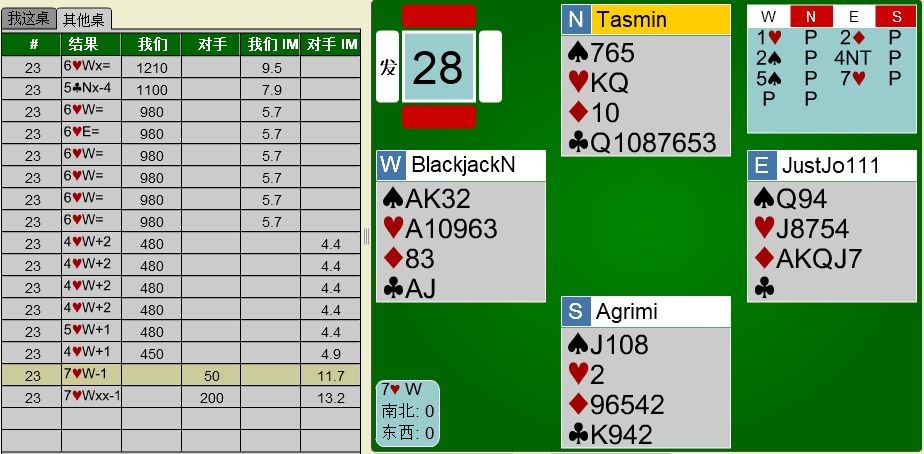 我这桌 其他桌
# 结果 我们 对手 我们 IM 对手 IM
23 6♥Wx= 1210 9.5
23 5♣Nx-4 1100 7.9
23 6♥W= 980 5.7
23 6♥E= 980 5.7
23 6♥W= 980 5.7
23 6♥W= 980 5.7
23 6♥W= 980 5.7
23 6♥W= 980 5.7
23 4♥W+2 480 4.4
23 4♥W+2 480 4.4
23 4♥W+2 480 4.4
23 4♥W+2 480 4.4
23 5♥W+1 480 4.4
23 4♥W+1 450 4.9
23 7♥W-1 50 11.7
23 7♥Wxx-1 200 13.2
发 28
N Tasmin
♠765
♥KQ
♦10
♣Q1087653
W N E S
1♥ P 2♦ P
2♠ P 4NT P
5♠ P 7♥ P
P P
W BlackjackN
♠AK32
♥A10963
♦83
♣AJ
E JustJo111
♠Q94
♥J8754
♦AKQJ7
♣
S Agrimi
♠J108
♥2
♦96542
♣K942
7♥ W
南北: 0
东西: 0